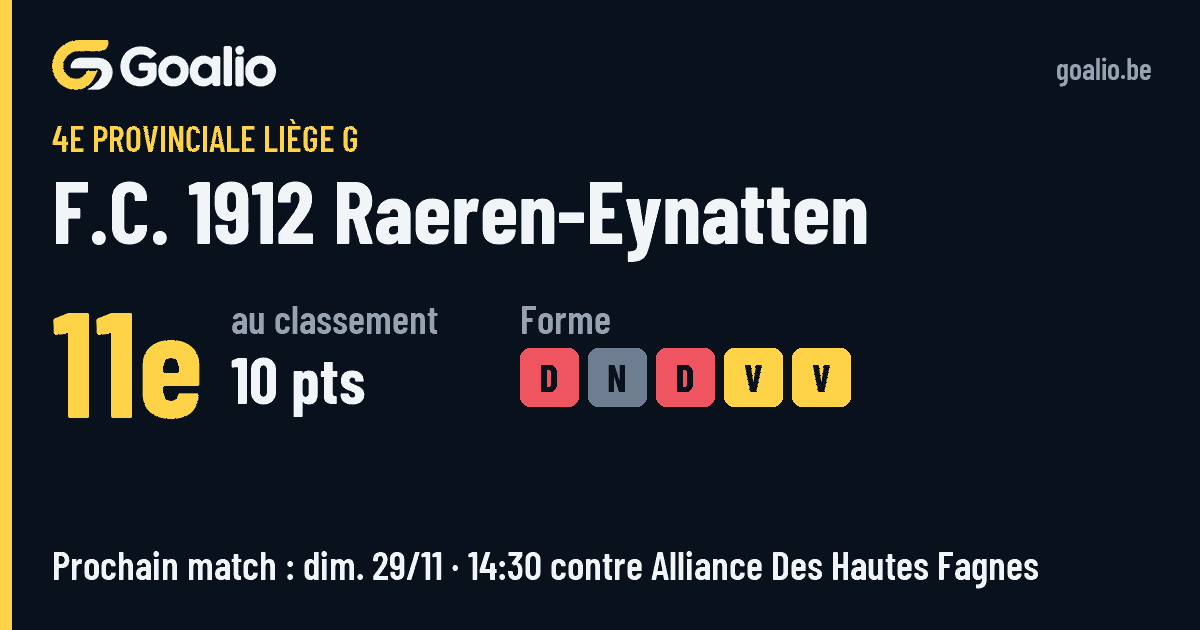 Goalio
goalio.be
4E PROVINCIALE LIÈGE G
F.C. 1912 Raeren-Eynatten
11e
au classement
10 pts
Forme
D N D V V
Prochain match : dim. 29/11 · 14:30 contre Alliance Des Hautes Fagnes